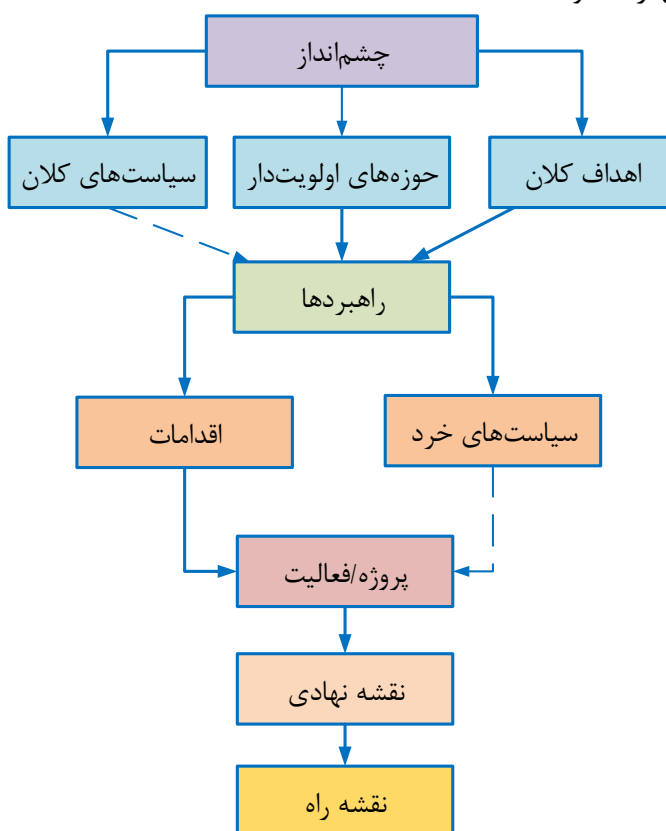 چشم‌انداز
اهداف کلان
حوزه‌های اولویت‌دار
سیاست‌های کلان
راهبردها
سیاست‌های خرد
اقدامات
پروژه/فعالیت
نقشه نهادی
نقشه راه